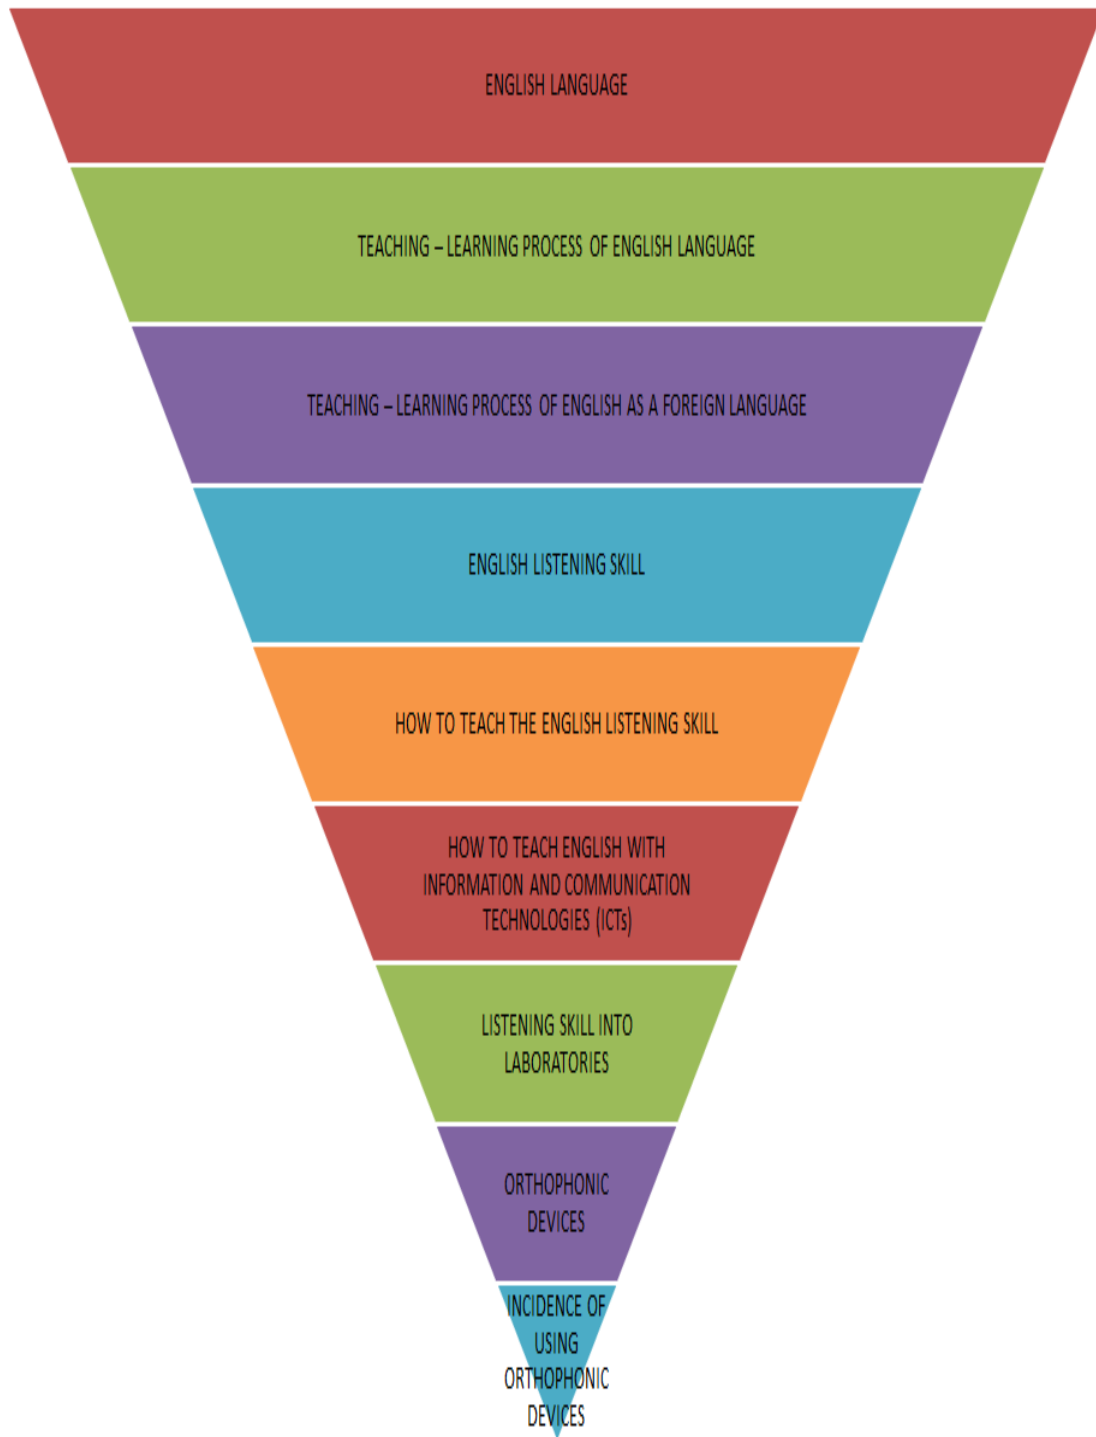 ENGLISH LANGUAGE
TEACHING – LEARNING PROCESS OF ENGLISH LANGUAGE
TEACHING – LEARNING PROCESS OF ENGLISH AS A FOREIGN LANGUAGE
ENGLISH LISTENING SKILL
HOW TO TEACH THE ENGLISH LISTENING SKILL
HOW TO TEACH ENGLISH WITH
INFORMATION AND COMMUNICATION
TECHNOLOGIES (ICTs)
LISTENING SKILL INTO
LABORATORIES
ORTHOPHONIC
DEVICES
INCIDENCE OF
USING
ORTHOPHONIC
DEVICES